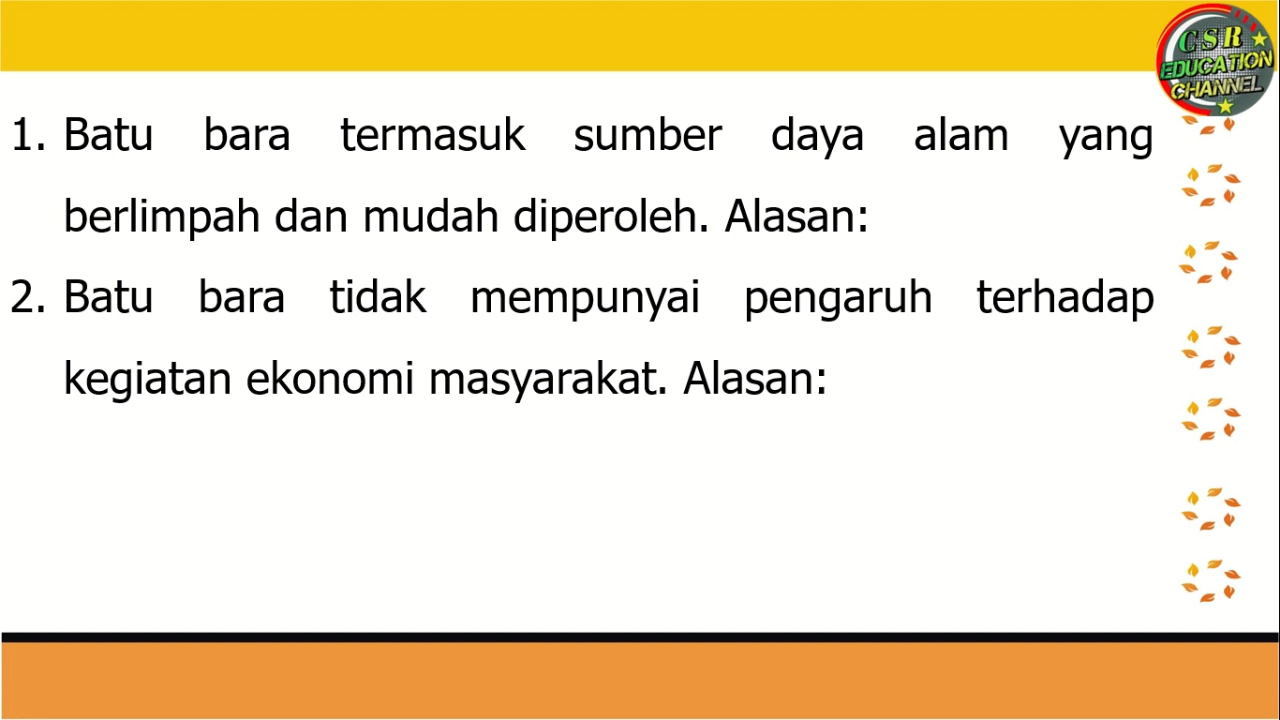 CSR
EDUCATION
CHANNEL
1. Batu bara termasuk sumber daya alam yang
berlimpah dan mudah diperoleh. Alasan:
2. Batu bara tidak mempunyai pengaruh terhadap
kegiatan ekonomi masyarakat. Alasan: